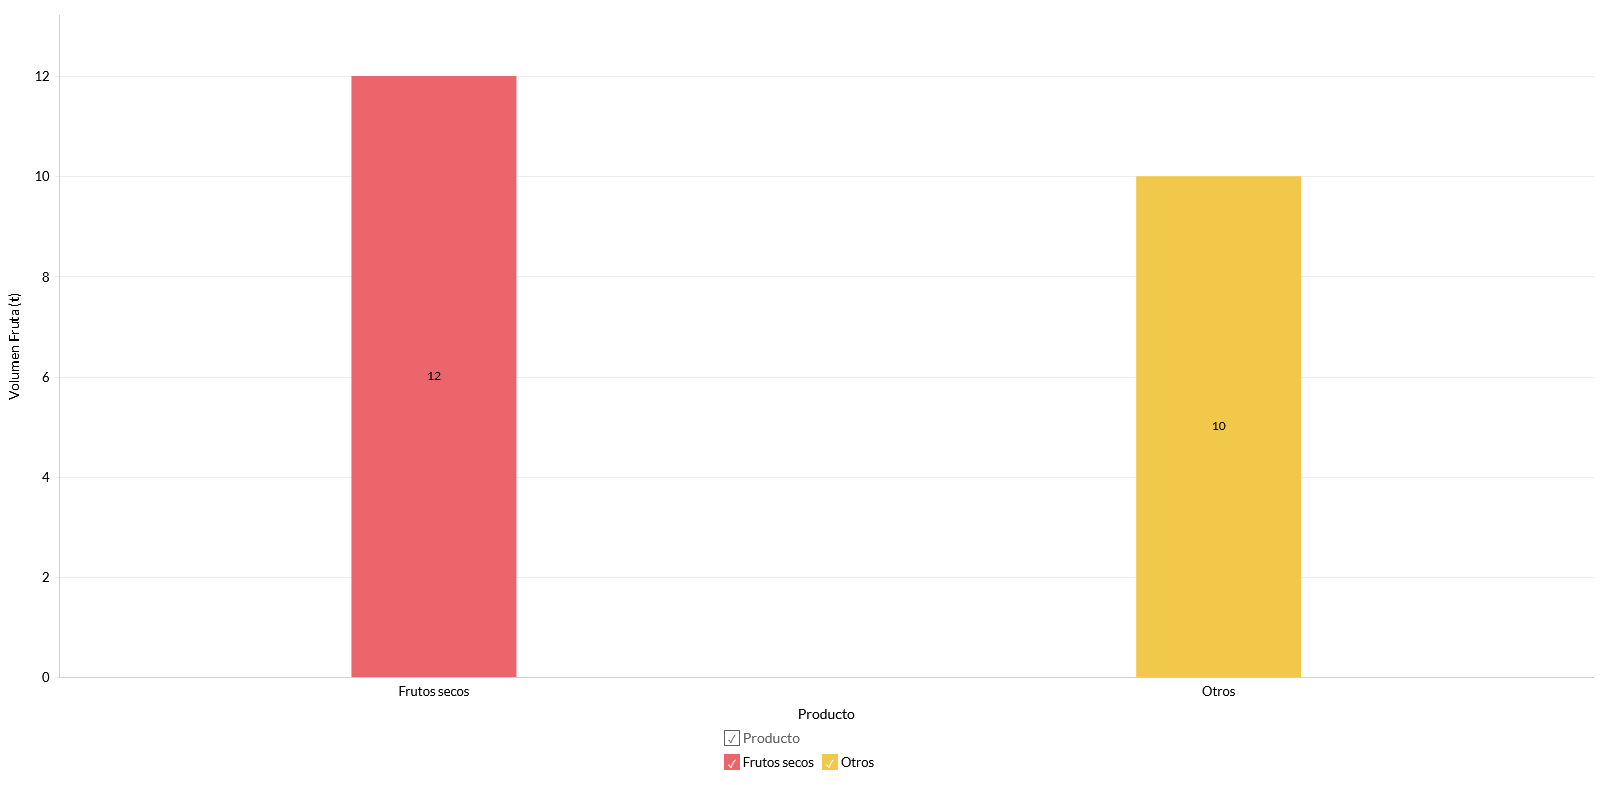 Volumen Fruta (t)
12
10
8
6
4
2
0
12
10
Frutos secos
Otros
Producto
Producto
Frutos secos Otros